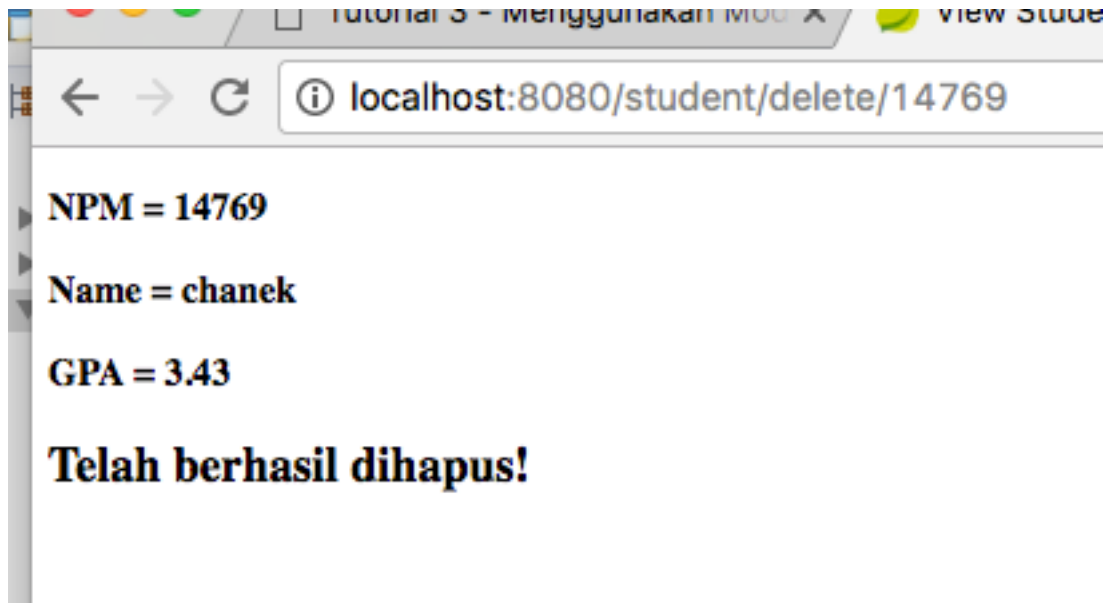 Tutorial 3 - Menggunakan Mod
View Stude
localhost:8080/student/delete/14769
NPM = 14769
Name = chanek
GPA = 3.43
Telah berhasil dihapus!